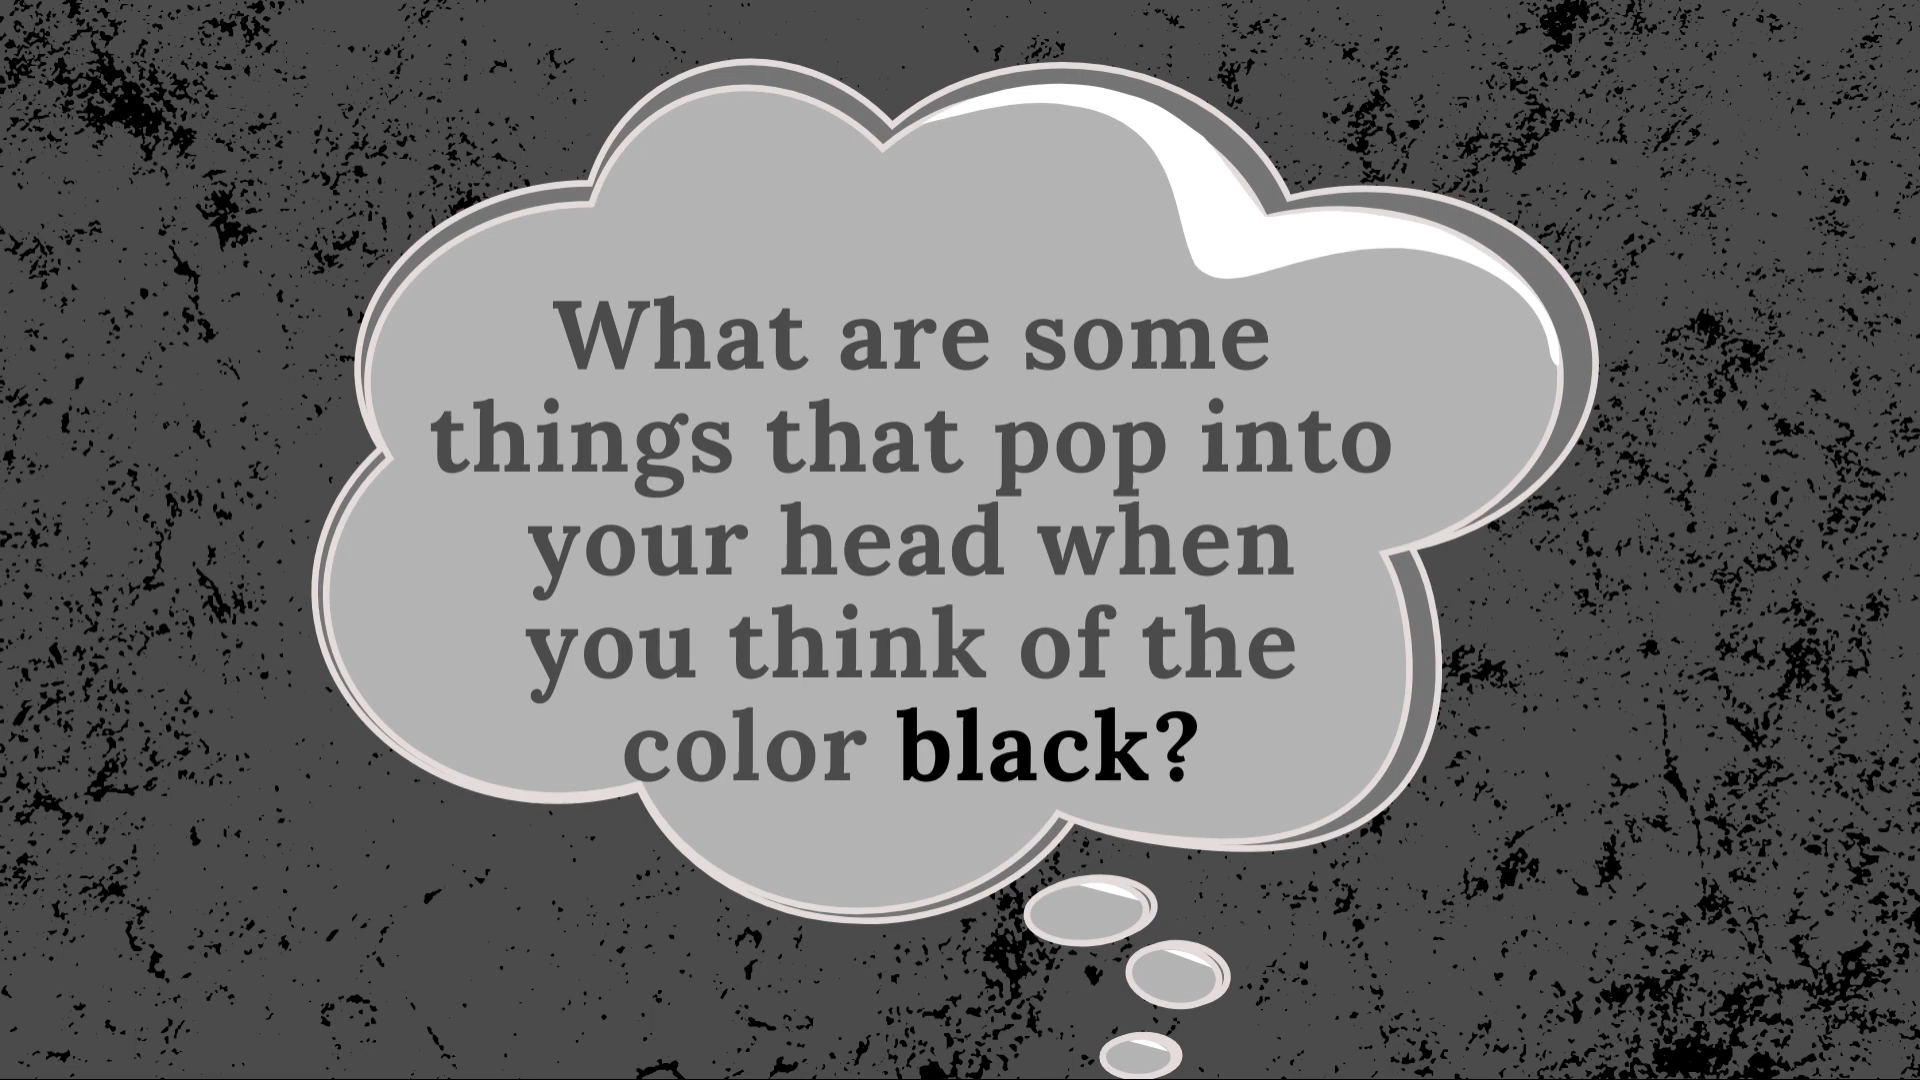 What are some
things that pop into
your head when
you think of the
color black?